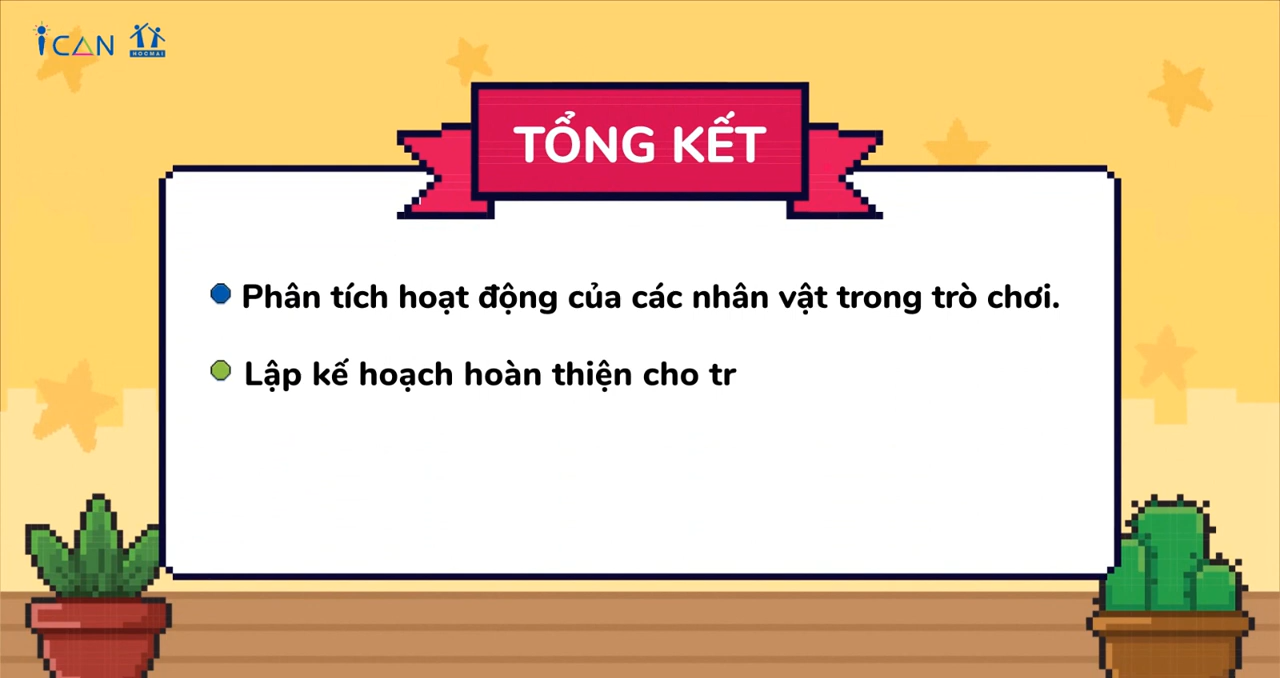 iCAN
HOCMAI
TỔNG KẾT
Phân tích hoạt động của các nhân vật trong trò chơi.
Lập kế hoạch hoàn thiện cho tr